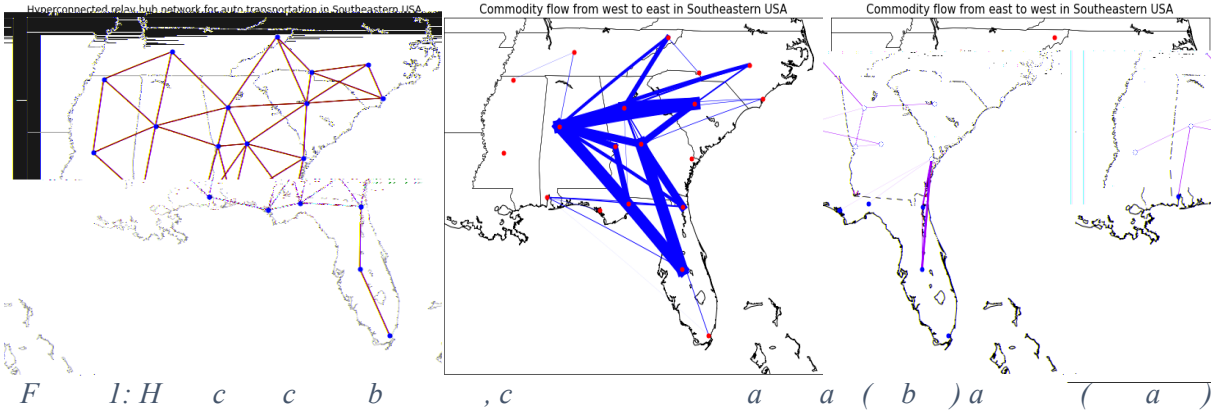 Hyperconnected relay hub network for auto transportation in Southeastern USA
Commodity flow from west to east in Southeastern USA
Commodity flow from east to west in Southeastern USA
F 1: H c c b , c a a ( b ) a ( a )